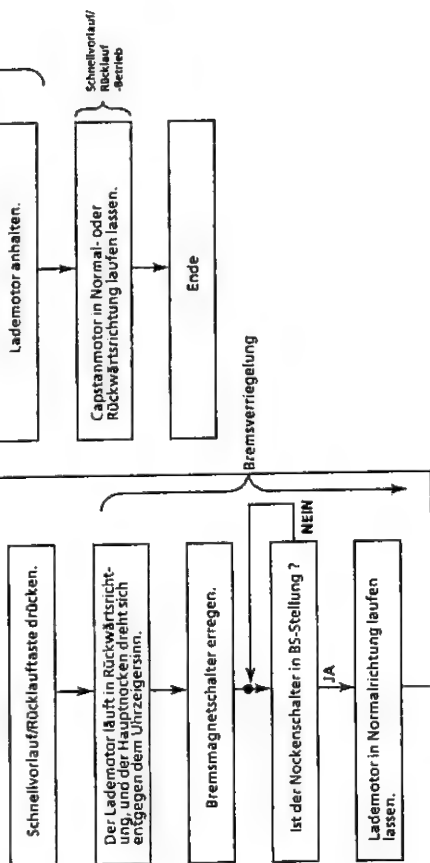 Schnellvorlauf/Rücklauftaste drücken.
Der Lademotor läuft in Rückwärtsricht-
ung, und der Hauptnocken dreht sich
entgegen dem Uhrzeigersinn.
Bremsmagnetschalter erregen.
Ist der Nockenschalter in BS-Stellung ?
NEIN
JA
Lademotor in Normalrichtung laufen
lassen.
Bremsverriegelung
Lademotor anhalten.
Capstanmotor in Normal- oder
Rückwärtsrichtung laufen lassen.
Schnellvorlauf/
Rücklauf
-Betrieb
Ende